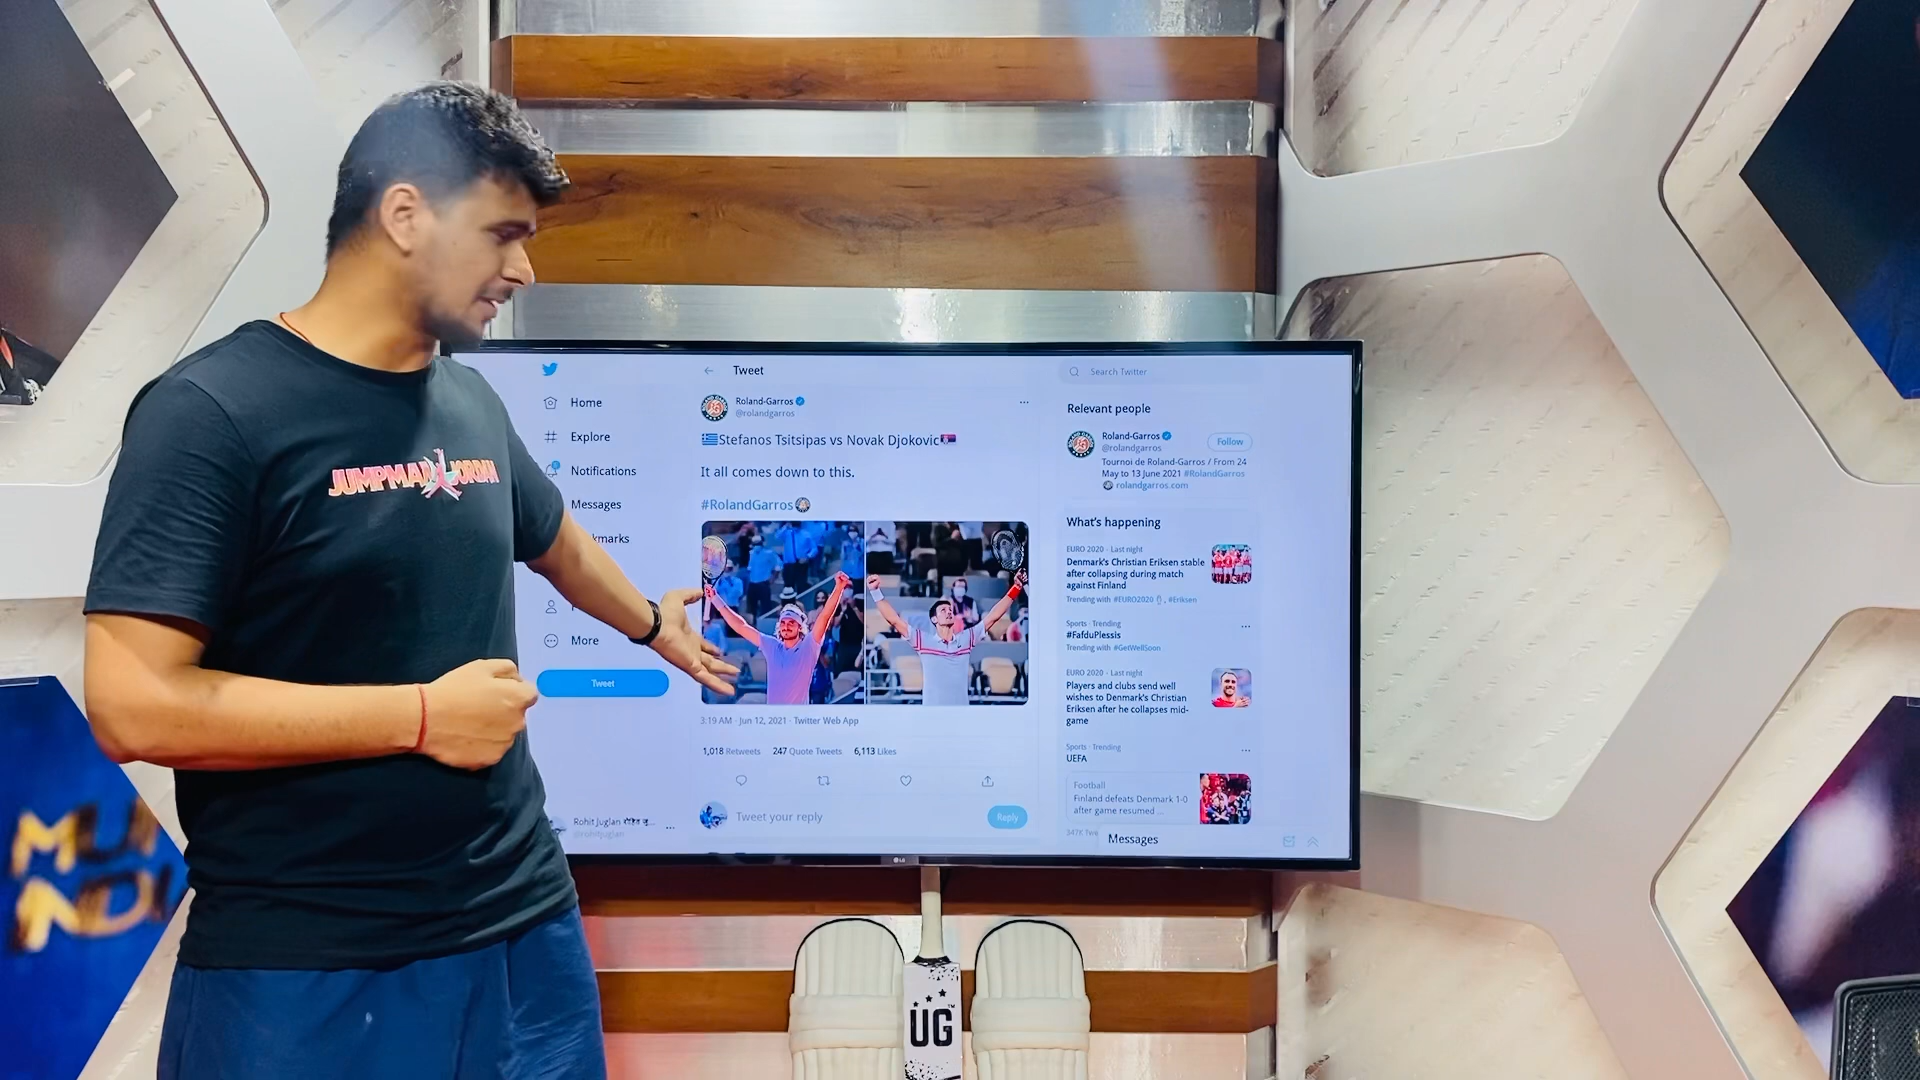 JUMPMAN JORDAN
Home
Explore
Notifications
Messages
kmarks
More
Tweet
Rohit Juglan
@rohitjuglan
Tweet
Roland-Garros
@rolandgarros
Stefanos Tsitsipas vs Novak Djokovic
It all comes down to this.
#RolandGarros
3:19 AM · Jun 12, 2021 · Twitter Web App
1,018 Retweets 247 Quote Tweets 6,113 Likes
Tweet your reply
Reply
Search Twitter
Relevant people
Roland-Garros
@rolandgarros
Follow
Tournoi de Roland-Garros / From 24
May to 13 June 2021 #RolandGarros
rolandgarros.com
What's happening
EURO 2020 · Last night
Denmark's Christian Eriksen stable
after collapsing during match
against Finland
Trending with #EURO2020, #Eriksen
Sports · Trending
#FafduPlessis
Trending with #GetWellSoon
EURO 2020 · Last night
Players and clubs send well
wishes to Denmark's Christian
Eriksen after he collapses mid-
game
Sports · Trending
UEFA
Football
Finland defeats Denmark 1-0
after game resumed ...
Messages
LG
UG
TM
MU
INDI